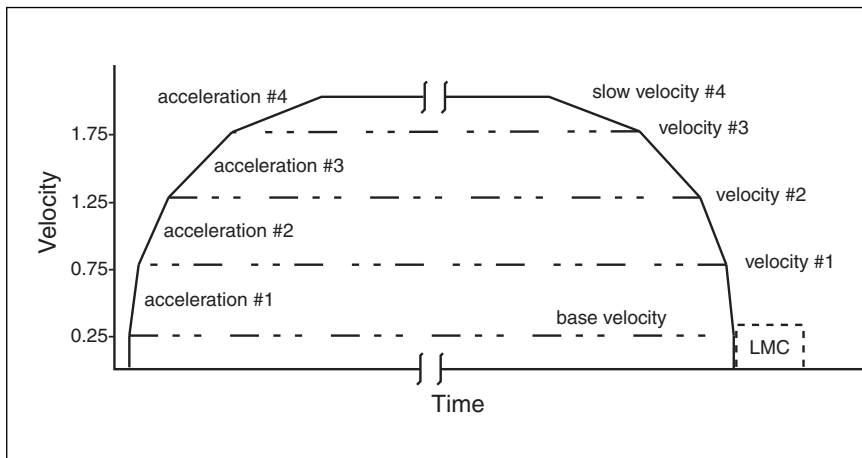 acceleration #4
slow velocity #4
1.75
velocity #3
acceleration #3
1.25
velocity #2
Velocity
acceleration #2
0.75
velocity #1
acceleration #1
base velocity
0.25
LMC
Time